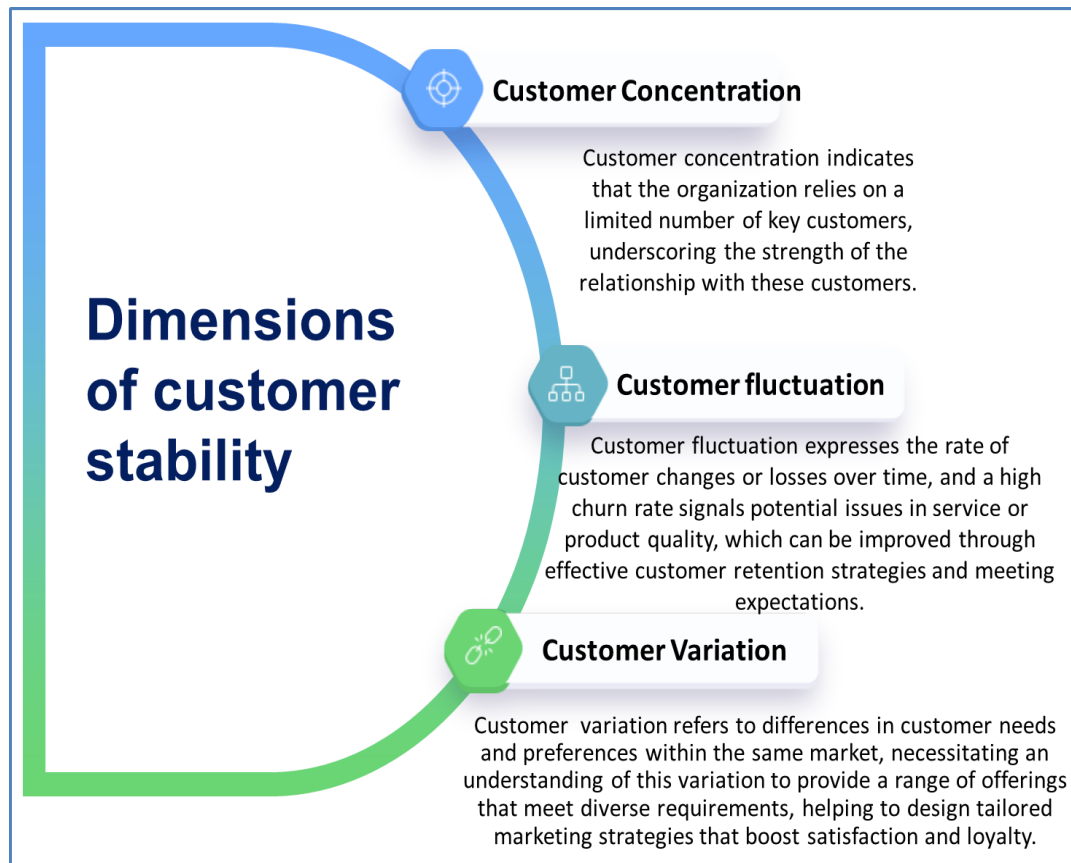 Dimensions
of customer
stability
Customer Concentration
Customer concentration indicates
that the organization relies on a
limited number of key customers,
underscoring the strength of the
relationship with these customers.
Customer fluctuation
Customer fluctuation expresses the rate of
customer changes or losses over time, and a high
churn rate signals potential issues in service or
product quality, which can be improved through
effective customer retention strategies and meeting
expectations.
Customer Variation
Customer variation refers to differences in customer needs
and preferences within the same market, necessitating an
understanding of this variation to provide a range of offerings
that meet diverse requirements, helping to design tailored
marketing strategies that boost satisfaction and loyalty.